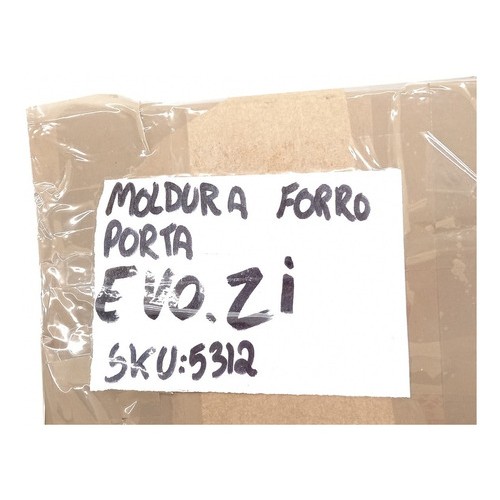 MOLDURA FORRO
PORTA
EVO.Zi
SKU:5312